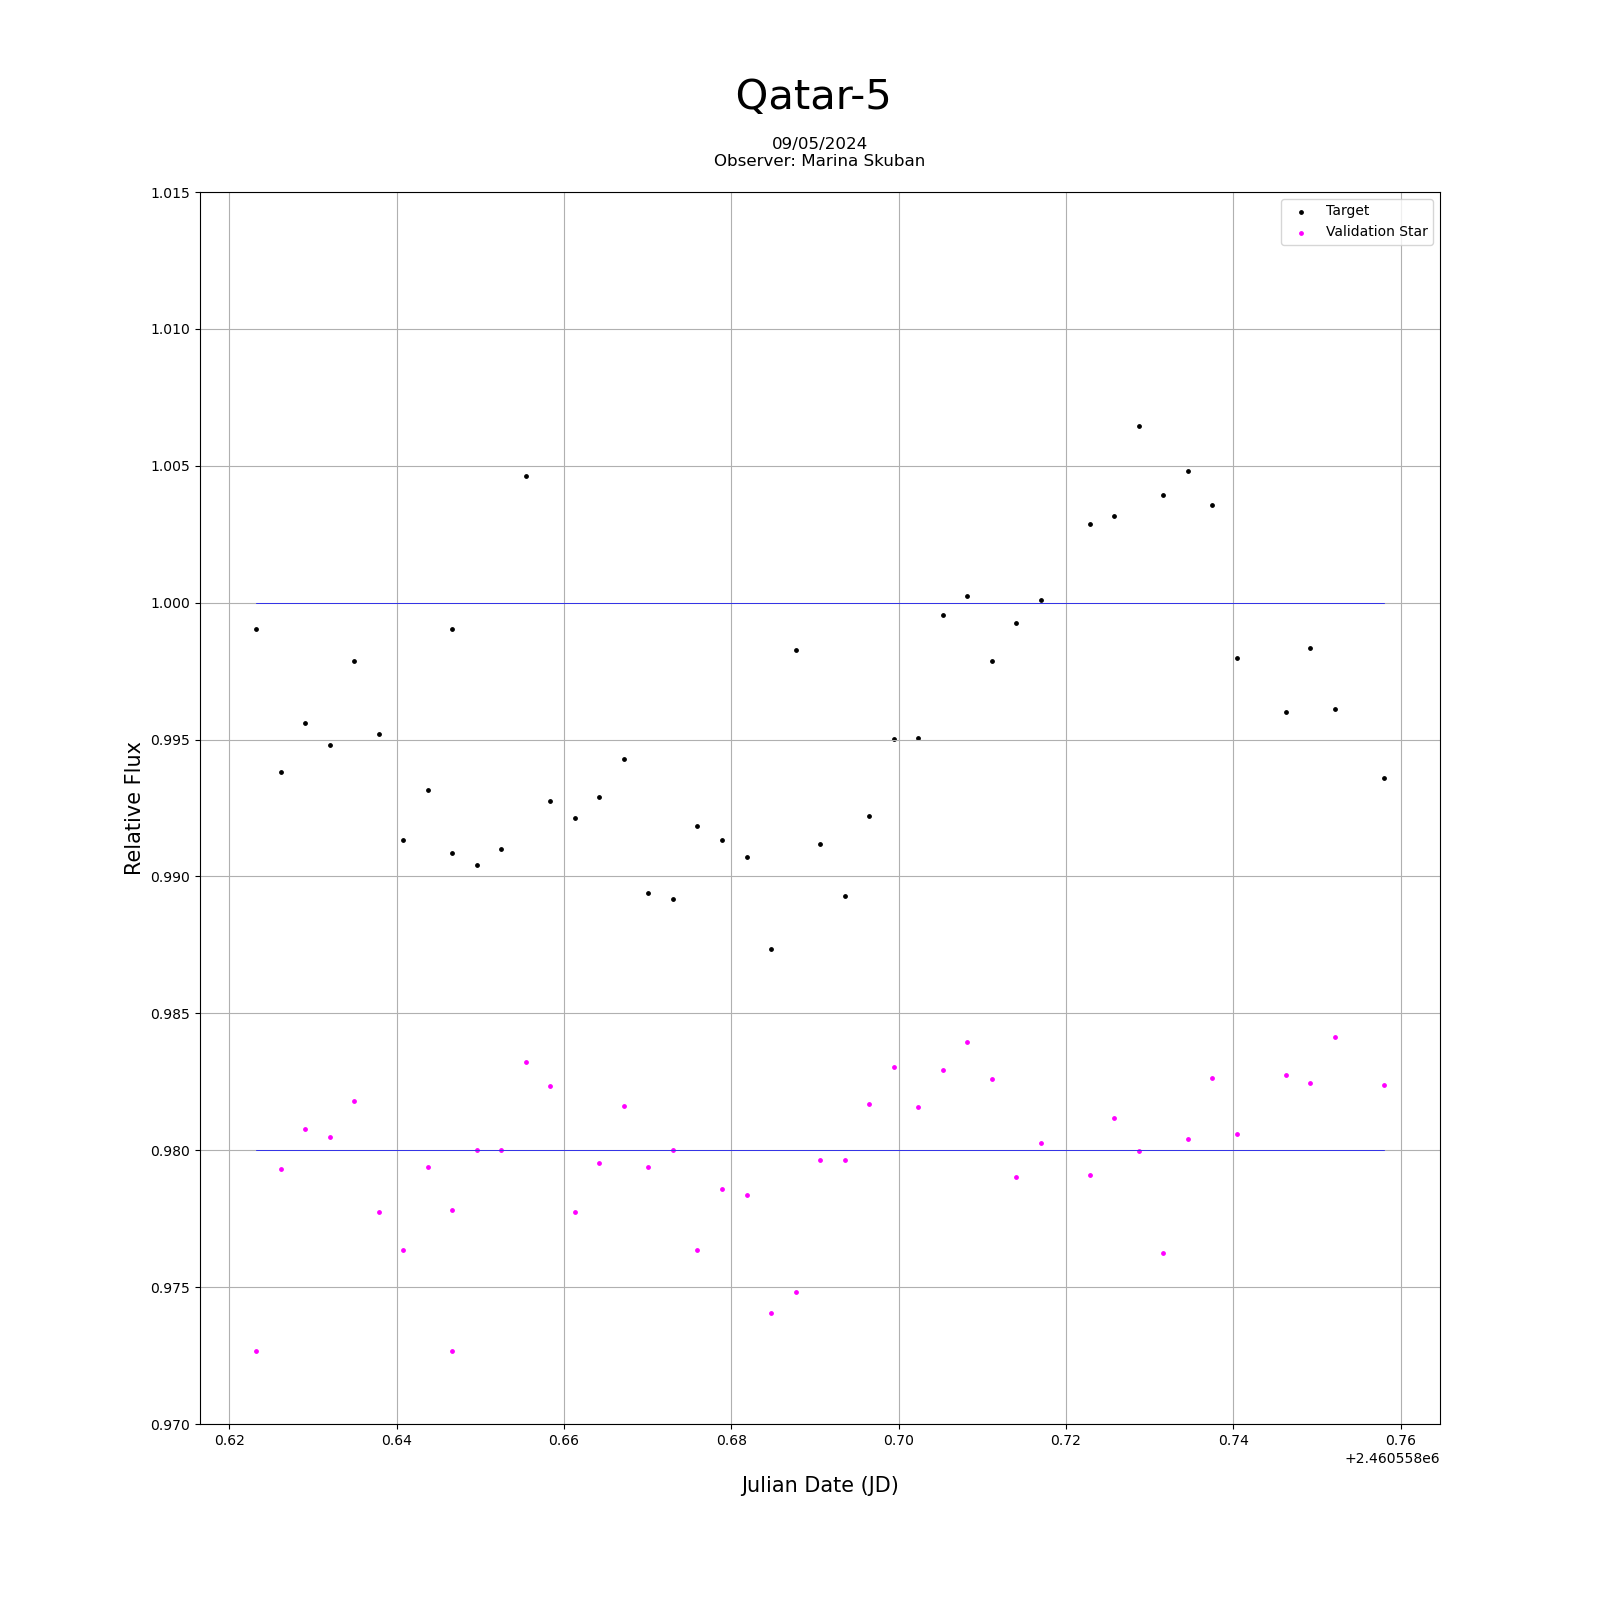 Qatar-5
09/05/2024
Observer: Marina Skuban
Target
Validation Star
1.015
1.010
1.005
1.000
0.995
0.990
0.985
0.980
0.975
0.970
Relative Flux
0.62 0.64 0.66 0.68 0.70 0.72 0.74 0.76
+2.460558e6
Julian Date (JD)